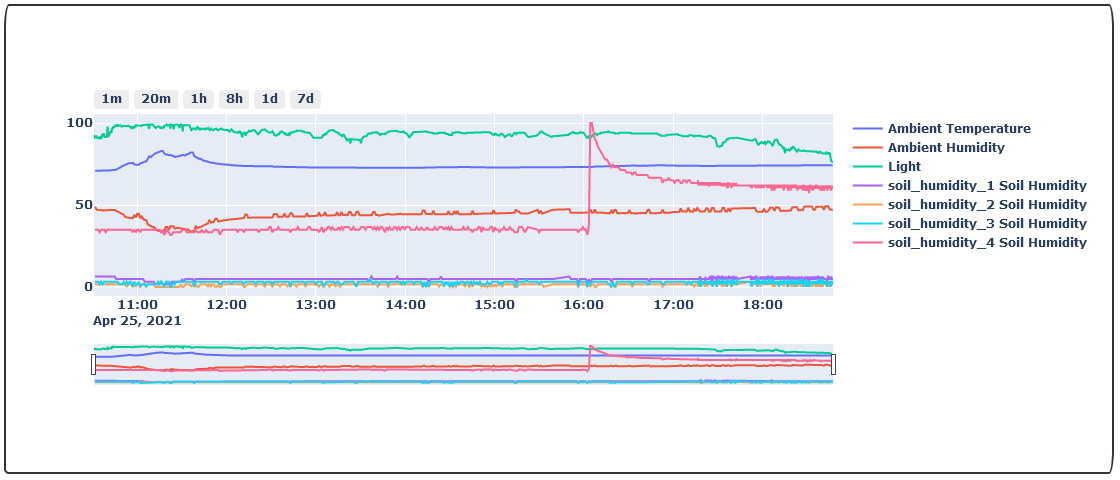 1m 20m 1h 8h 1d 7d
100
50
0
11:00 12:00 13:00 14:00 15:00 16:00 17:00 18:00
Apr 25, 2021
Ambient Temperature
Ambient Humidity
Light
soil_humidity_1 Soil Humidity
soil_humidity_2 Soil Humidity
soil_humidity_3 Soil Humidity
soil_humidity_4 Soil Humidity